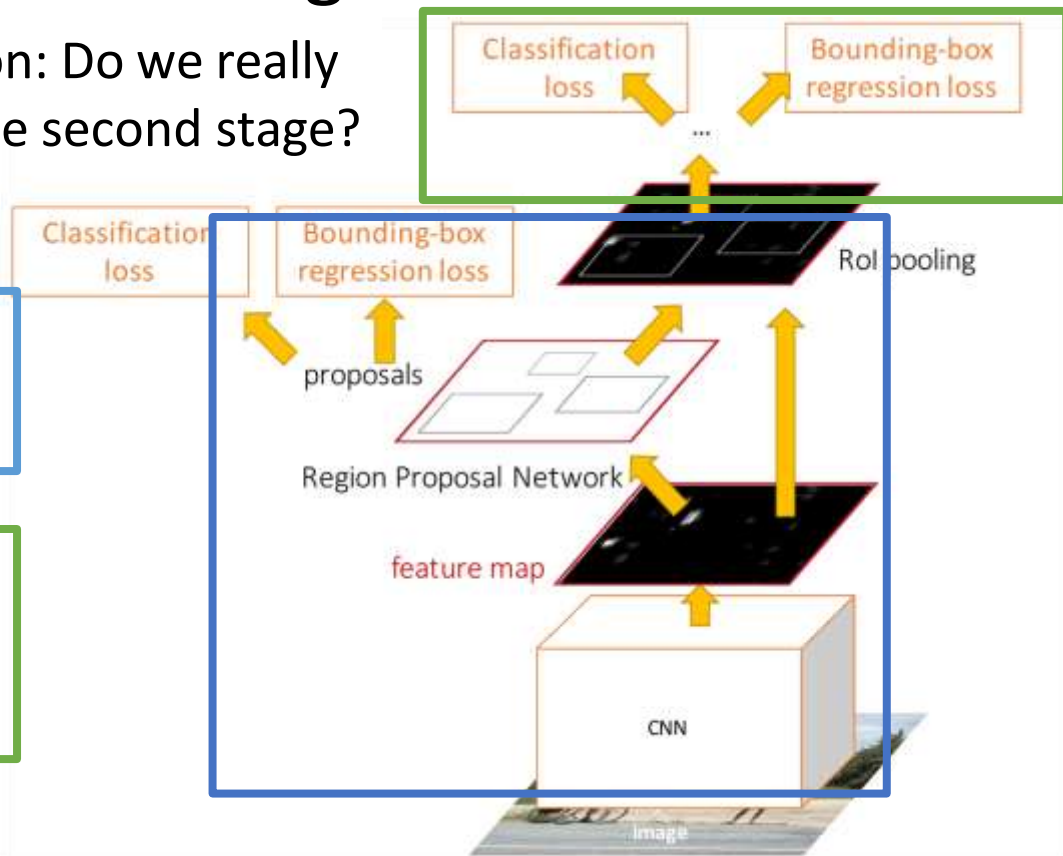 on: Do we really
e second stage?
Classification
loss
Bounding-box
regression loss
...
Classification
loss
Bounding-box
regression loss
RoI pooling
proposals
Region Proposal Network
feature map
CNN
image